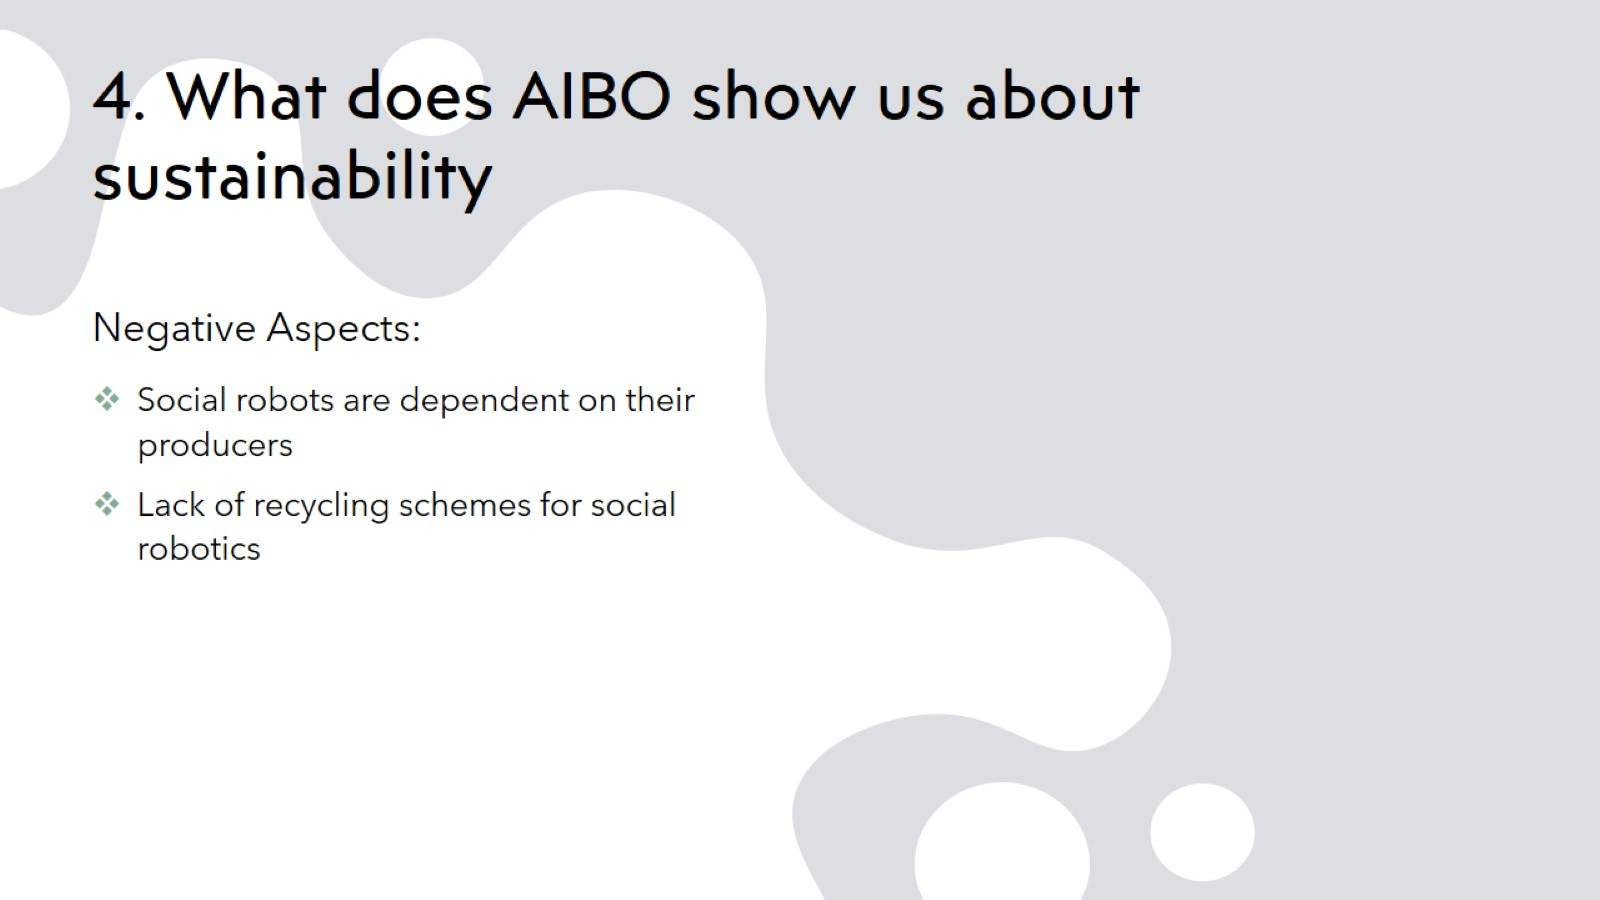 4. What does AIBO show us about
sustainability
Negative Aspects:
❖ Social robots are dependent on their
producers
❖ Lack of recycling schemes for social
robotics